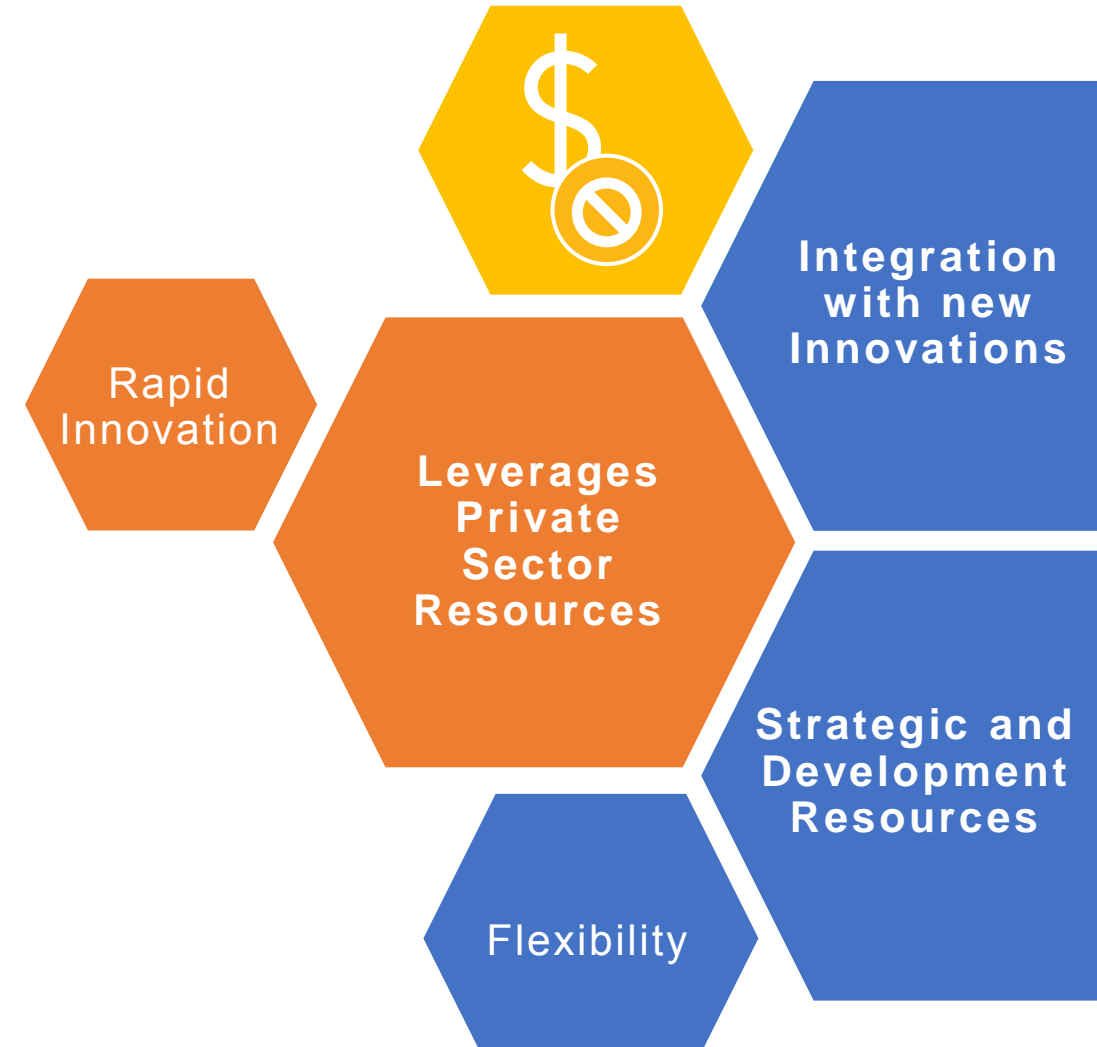 $
Integration
with new
Innovations
Rapid
Innovation
Leverages
Private
Sector
Resources
Strategic and
Development
Resources
Flexibility